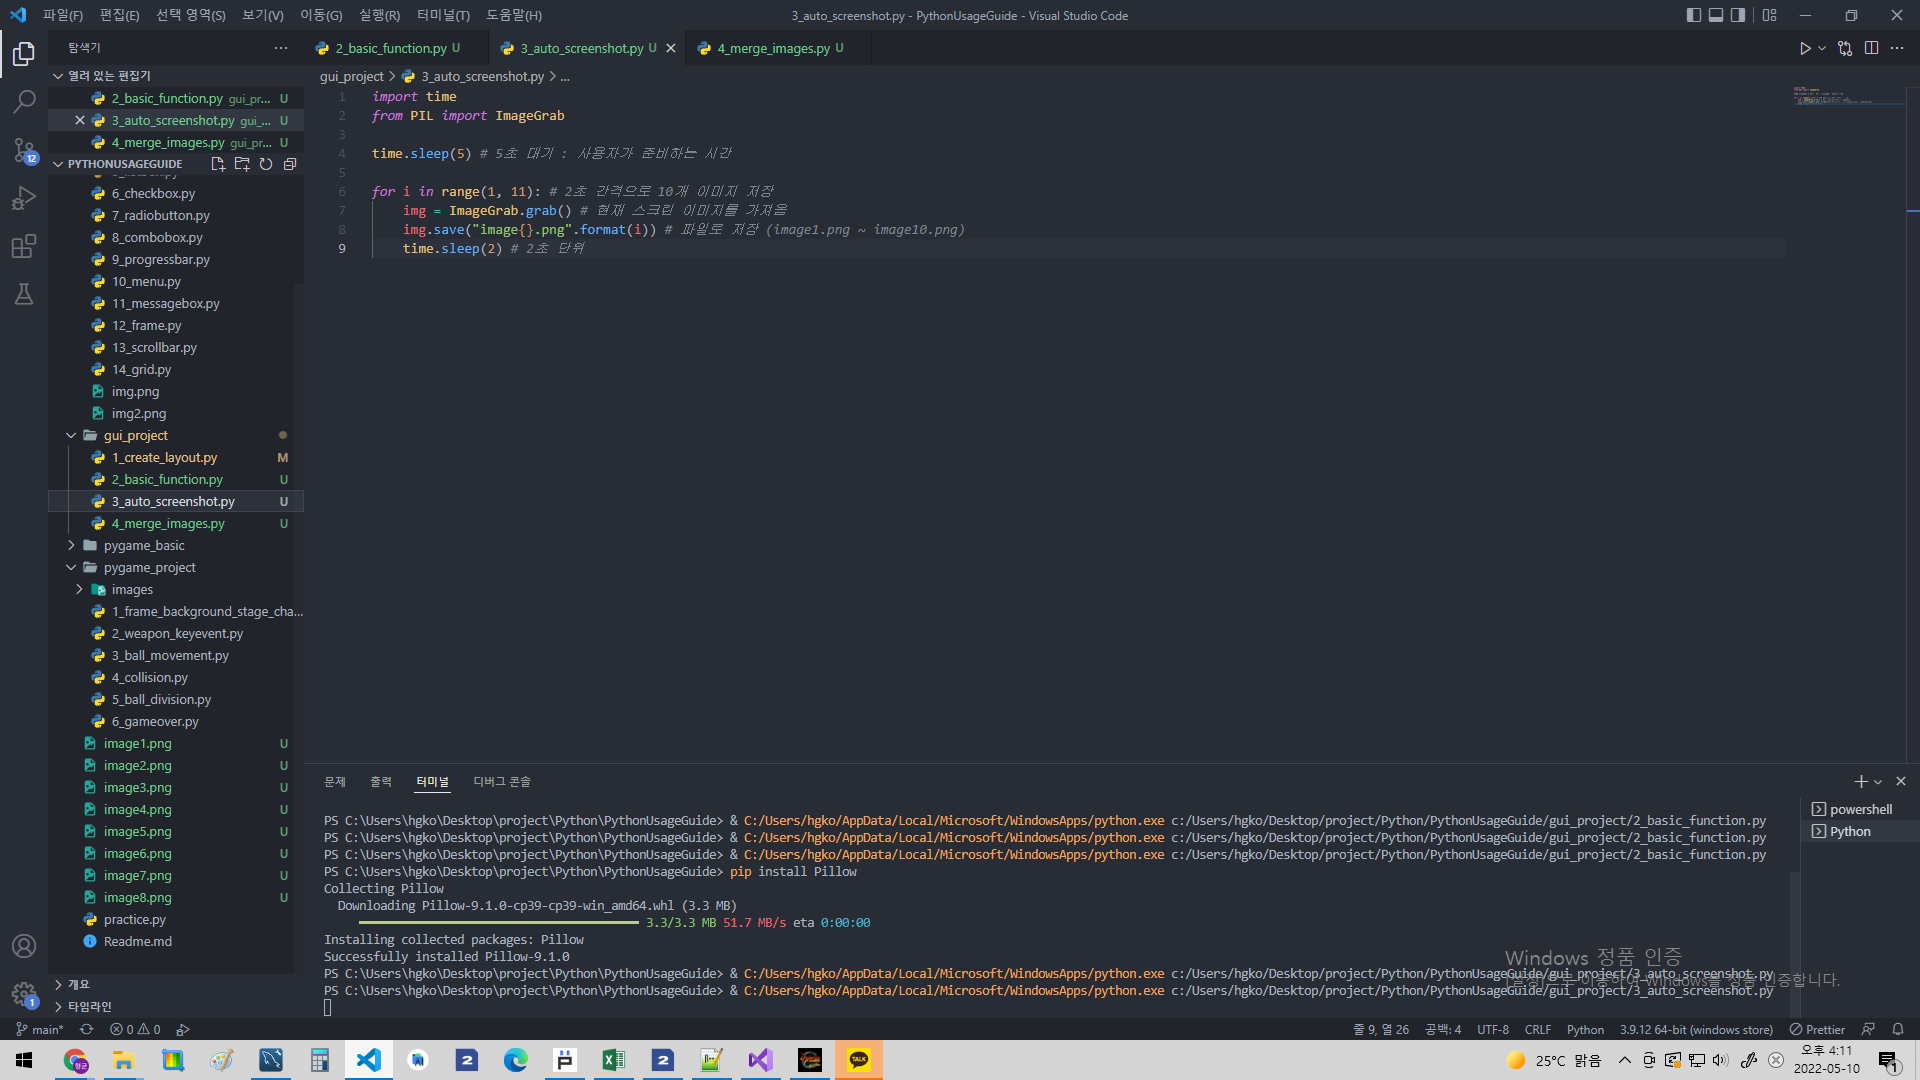 파일(F) 편집(E) 선택 영역(S) 보기(V) 이동(G) 실행(R) 터미널(T) 도움말(H)
3_auto_screenshot.py - PythonUsageGuide - Visual Studio Code
탐색기
2_basic_function.py U
3_auto_screenshot.py U
4_merge_images.py U
열려 있는 편집기
2_basic_function.py gui_pr... U
3_auto_screenshot.py gui_... U
4_merge_images.py gui_pr... U
12
PYTHONUSAGEGUIDE
6_checkbox.py
7_radiobutton.py
8_combobox.py
9_progressbar.py
10_menu.py
11_messagebox.py
12_frame.py
13_scrollbar.py
14_grid.py
img.png
img2.png
gui_project
1_create_layout.py M
2_basic_function.py U
3_auto_screenshot.py U
4_merge_images.py U
pygame_basic
pygame_project
images
1_frame_background_stage_cha...
2_weapon_keyevent.py
3_ball_movement.py
4_collision.py
5_ball_division.py
6_gameover.py
image1.png U
image2.png U
image3.png U
image4.png U
image5.png U
image6.png U
image7.png U
image8.png U
practice.py
Readme.md
개요
타임라인
1
gui_project > 3_auto_screenshot.py > ...
1 import time
2 from PIL import ImageGrab
3
4 time.sleep(5) # 5초 대기 : 사용자가 준비하는 시간
5
6 for i in range(1, 11): # 2초 간격으로 10개 이미지 저장
7 img = ImageGrab.grab() # 현재 스크린 이미지를 가져옴
8 img.save("image{}.png".format(i)) # 파일로 저장 (image1.png ~ image10.png)
9 time.sleep(2) # 2초 단위
문제 출력 터미널 디버그 콘솔
PS C:\Users\hgko\Desktop\project\Python\PythonUsageGuide> & C:/Users/hgko/AppData/Local/Microsoft/WindowsApps/python.exe c:/Users/hgko/Desktop/project/Python/PythonUsageGuide/gui_project/2_basic_function.py
PS C:\Users\hgko\Desktop\project\Python\PythonUsageGuide> & C:/Users/hgko/AppData/Local/Microsoft/WindowsApps/python.exe c:/Users/hgko/Desktop/project/Python/PythonUsageGuide/gui_project/2_basic_function.py
PS C:\Users\hgko\Desktop\project\Python\PythonUsageGuide> & C:/Users/hgko/AppData/Local/Microsoft/WindowsApps/python.exe c:/Users/hgko/Desktop/project/Python/PythonUsageGuide/gui_project/2_basic_function.py
PS C:\Users\hgko\Desktop\project\Python\PythonUsageGuide> pip install Pillow
Collecting Pillow
Downloading Pillow-9.1.0-cp39-cp39-win_amd64.whl (3.3 MB)
3.3/3.3 MB 51.7 MB/s eta 0:00:00
Installing collected packages: Pillow
Successfully installed Pillow-9.1.0
PS C:\Users\hgko\Desktop\project\Python\PythonUsageGuide> & C:/Users/hgko/AppData/Local/Microsoft/WindowsApps/python.exe c:/Users/hgko/Desktop/project/Python/PythonUsageGuide/gui_project/3_auto_screenshot.py
PS C:\Users\hgko\Desktop\project\Python\PythonUsageGuide> & C:/Users/hgko/AppData/Local/Microsoft/WindowsApps/python.exe c:/Users/hgko/Desktop/project/Python/PythonUsageGuide/gui_project/3_auto_screenshot.py
powershell
Python
Windows 정품 인증
[설정]으로 이동하여 Windows를 정품 인증합니다.
main* 0 0
줄 9, 열 26 공백: 4 UTF-8 CRLF Python 3.9.12 64-bit (windows store) Prettier
25°C 맑음
오후 4:11
2022-05-10
1